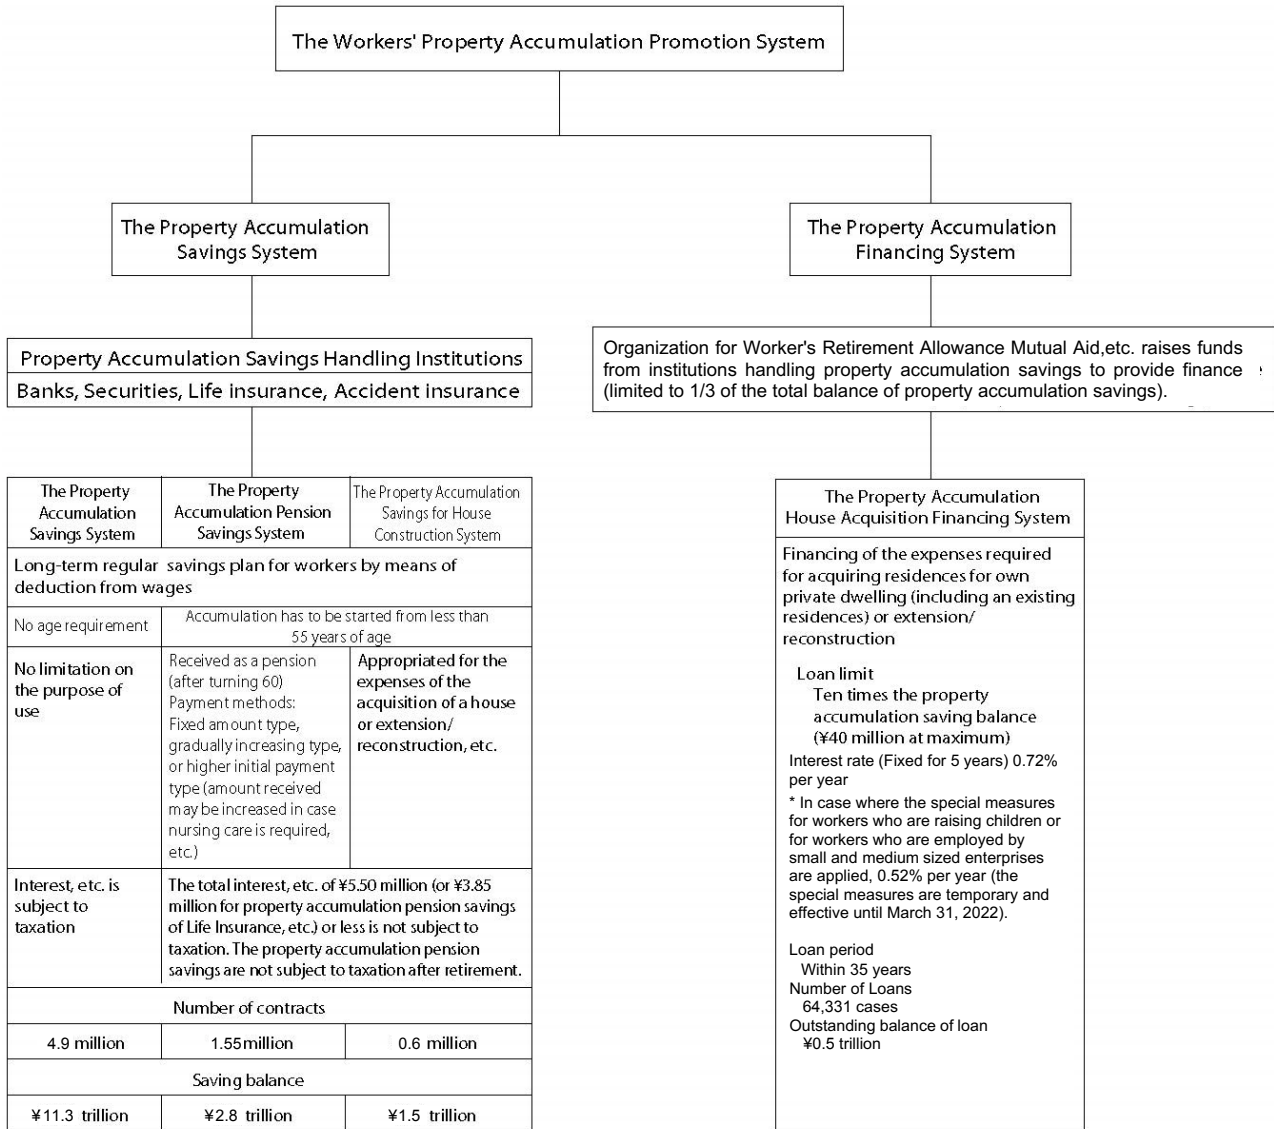 The Workers' Property Accumulation Promotion System
The Property Accumulation
Savings System
The Property Accumulation
Financing System
Property Accumulation Savings Handling Institutions
Banks, Securities, Life insurance, Accident insurance
Organization for Worker's Retirement Allowance Mutual Aid,etc. raises funds
from institutions handling property accumulation savings to provide finance
(limited to 1/3 of the total balance of property accumulation savings).
The Property
Accumulation
Savings System
The Property
Accumulation Pension
Savings System
The Property Accumulation
Savings for House
Construction System
Long-term regular savings plan for workers by means of
deduction from wages
No age requirement
Accumulation has to be started from less than
55 years of age
No limitation on
the purpose of
use
Received as a pension
(after turning 60)
Payment methods:
Fixed amount type,
gradually increasing type,
or higher initial payment
type (amount received
may be increased in case
nursing care is required,
etc.)
Appropriated for the
expenses of the
acquisition of a house
or extension/
reconstruction, etc.
Interest, etc. is
subject to
taxation
The total interest, etc. of ¥5.50 million (or ¥3.85
million for property accumulation pension savings
of Life Insurance, etc.) or less is not subject to
taxation. The property accumulation pension
savings are not subject to taxation after retirement.
Number of contracts
4.9 million
1.55million
0.6 million
Saving balance
¥11.3 trillion
¥2.8 trillion
¥1.5 trillion
The Property Accumulation
House Acquisition Financing System
Financing of the expenses required
for acquiring residences for own
private dwelling (including an existing
residences) or extension/
reconstruction
Loan limit
Ten times the property
accumulation saving balance
(¥40 million at maximum)
Interest rate (Fixed for 5 years) 0.72%
per year
* In case where the special measures
for workers who are raising children or
for workers who are employed by
small and medium sized enterprises
are applied, 0.52% per year (the
special measures are temporary and
effective until March 31, 2022).
Loan period
Within 35 years
Number of Loans
64,331 cases
Outstanding balance of loan
¥0.5 trillion